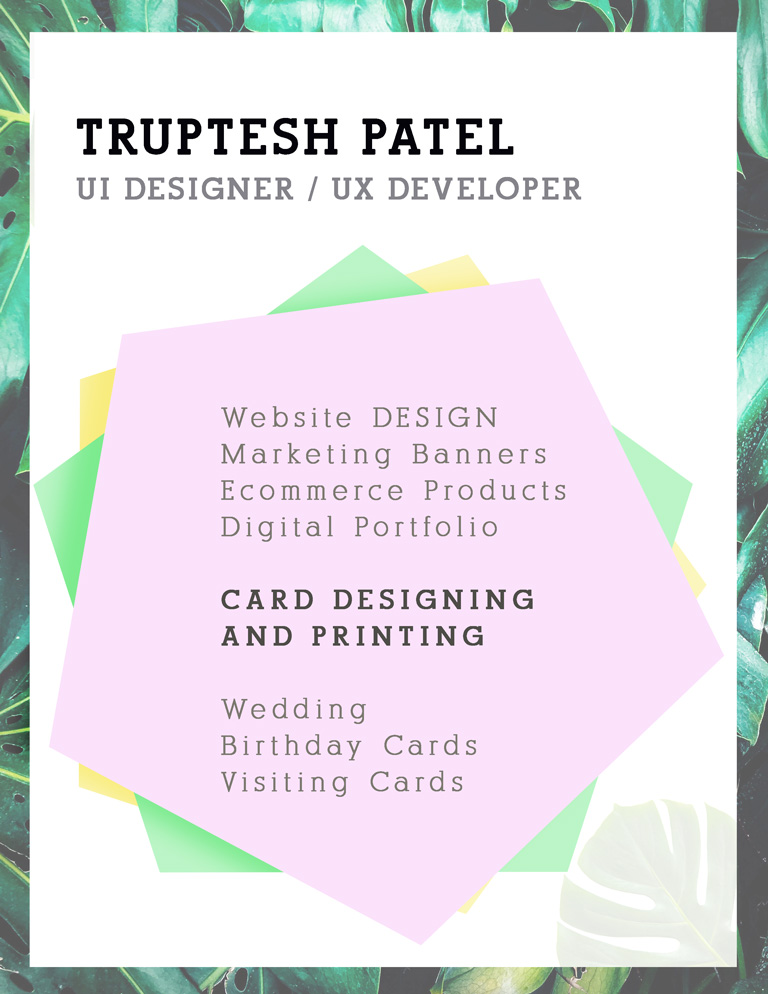 TRUPTESH PATEL
UI DESIGNER / UX DEVELOPER
Website DESIGN
Marketing Banners
Ecommerce Products
Digital Portfolio
CARD DESIGNING
AND PRINTING
Wedding
Birthday Cards
Visiting Cards